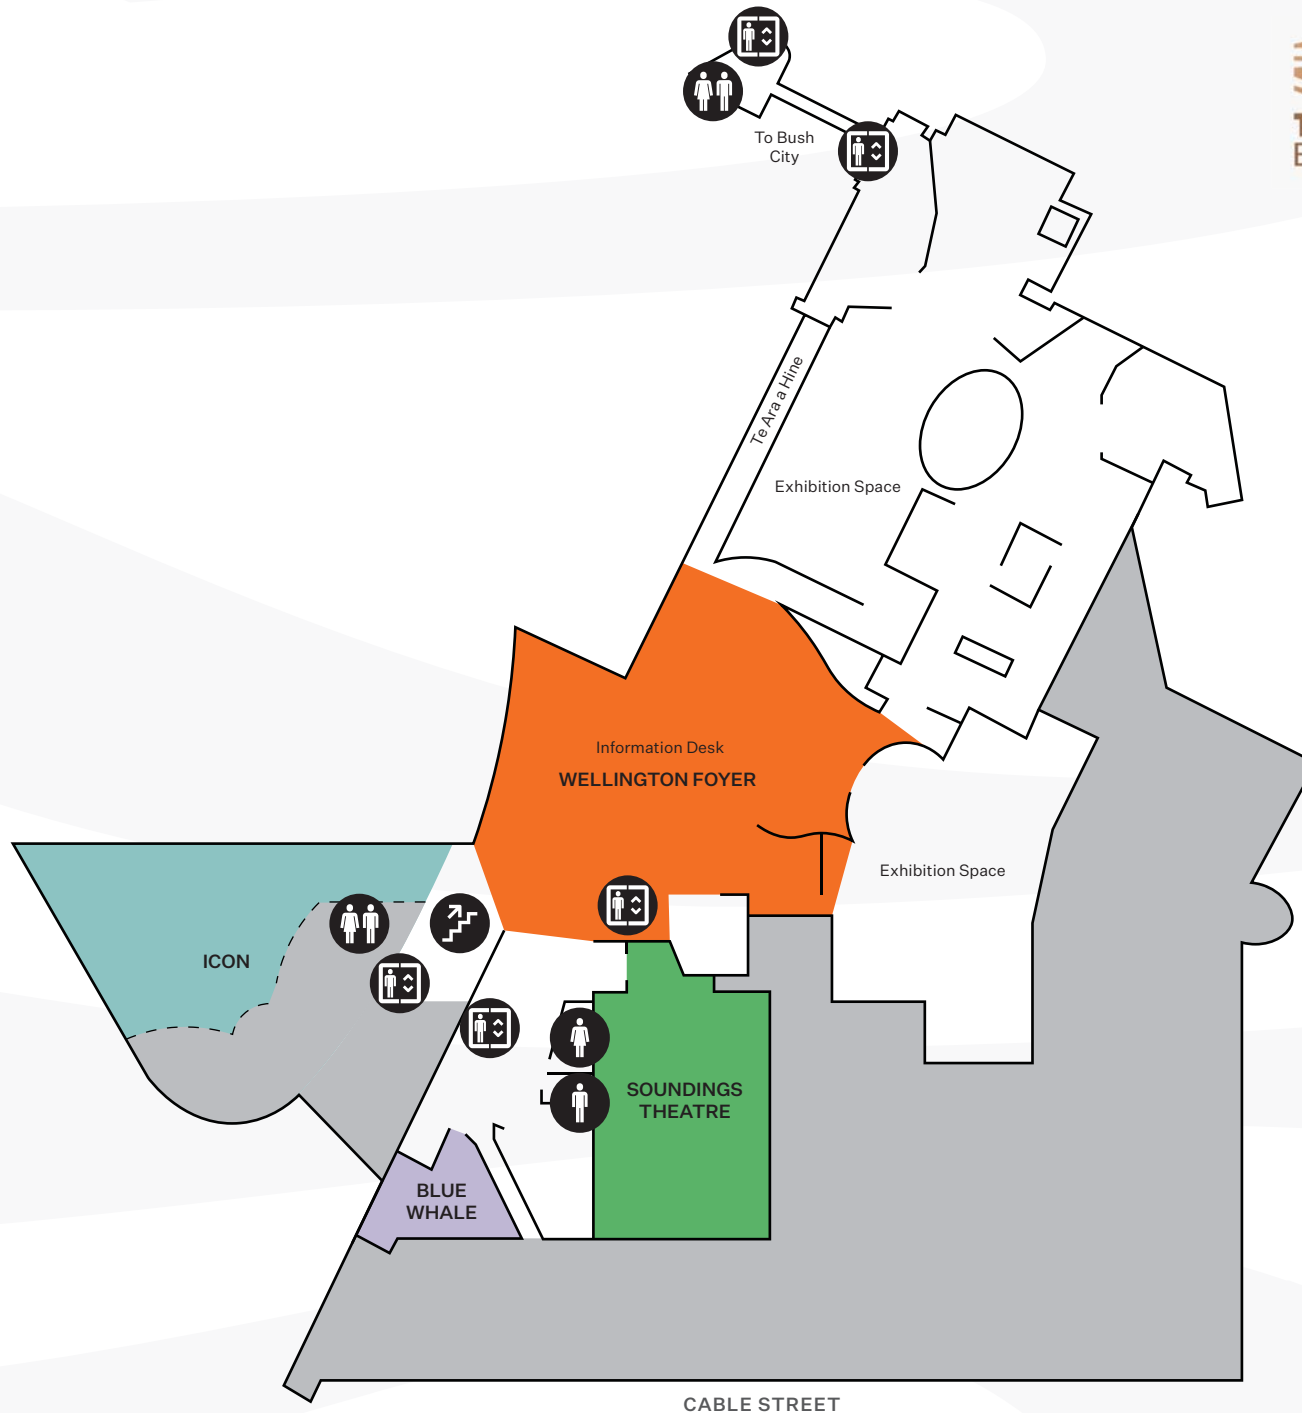 To Bush
City
Te Ara a Hine
Exhibition Space
Information Desk
WELLINGTON FOYER
Exhibition Space
ICON
SOUNDINGS
THEATRE
BLUE
WHALE
CABLE STREET